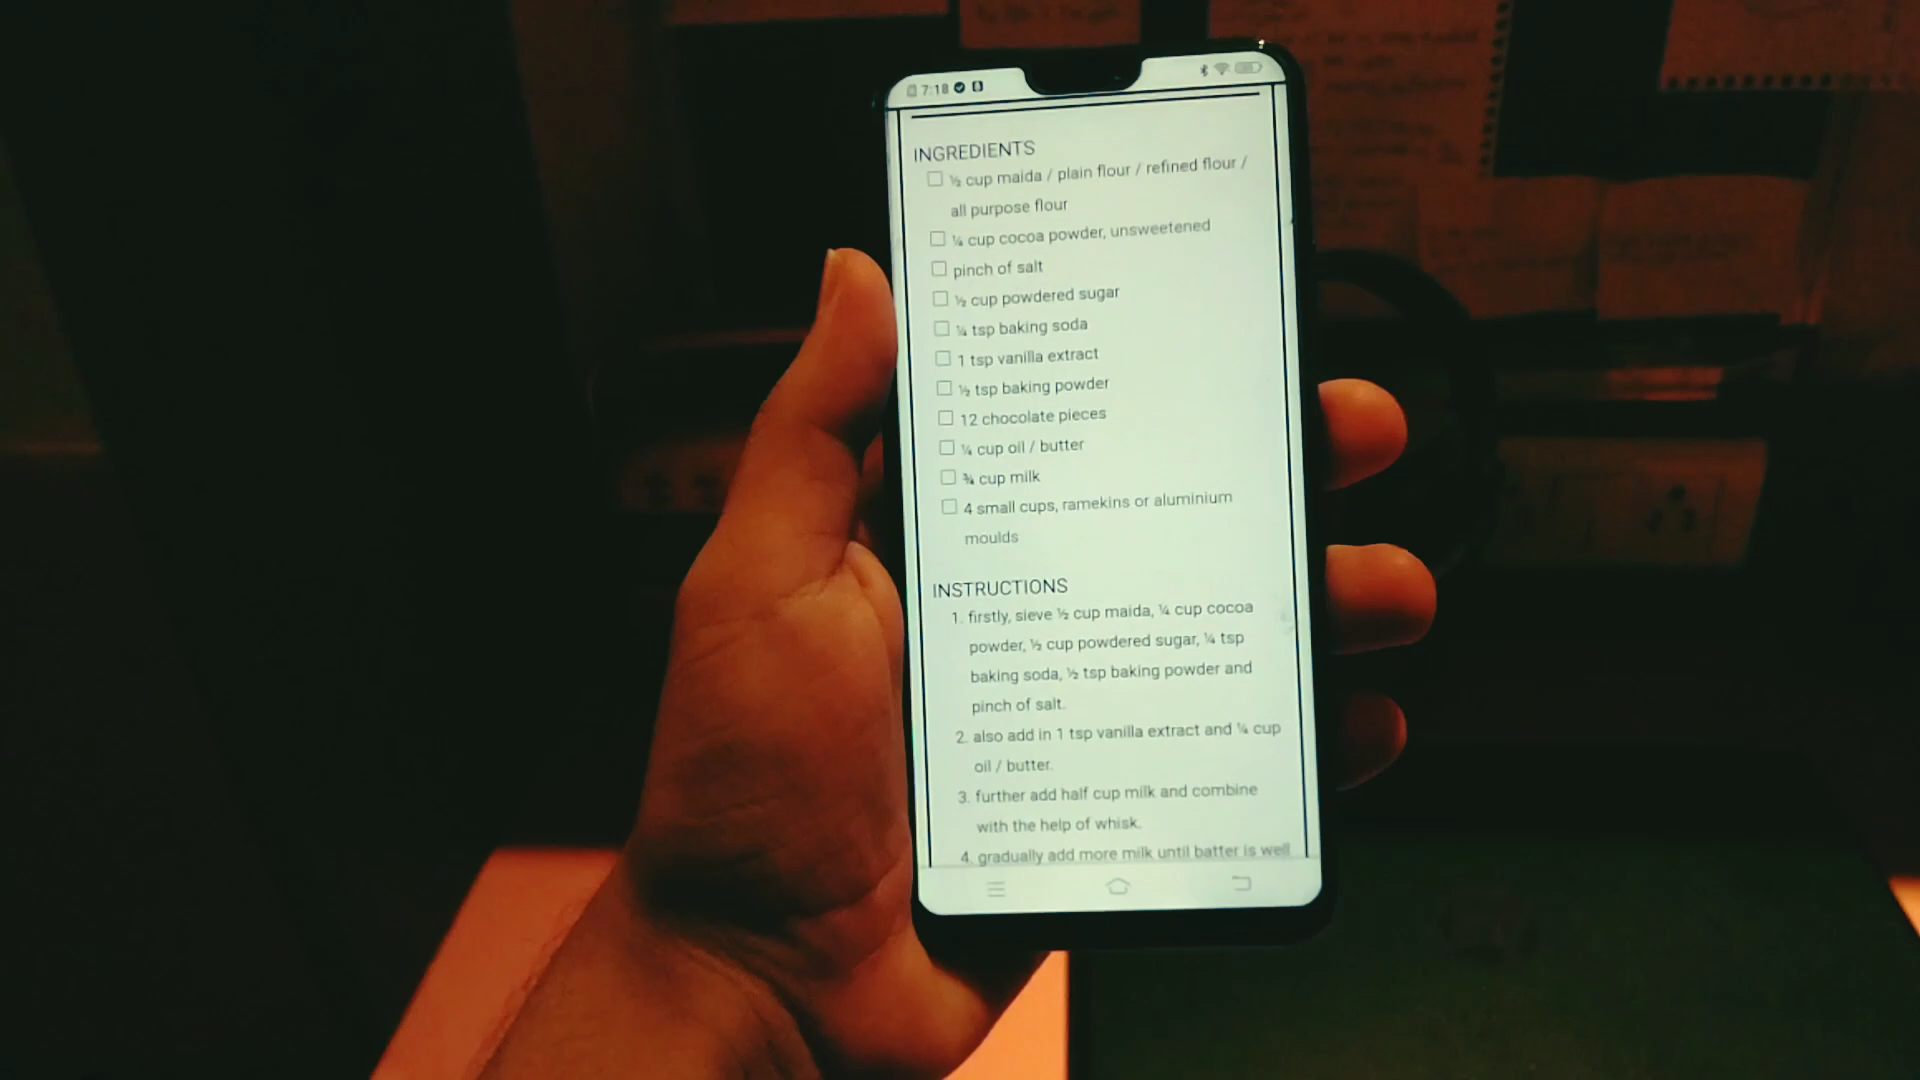 7:18
INGREDIENTS
½ cup maida / plain flour / refined flour /
all purpose flour
¼ cup cocoa powder, unsweetened
pinch of salt
½ cup powdered sugar
¼ tsp baking soda
1 tsp vanilla extract
½ tsp baking powder
12 chocolate pieces
¼ cup oil / butter
¾ cup milk
4 small cups, ramekins or aluminium
moulds
INSTRUCTIONS
1. firstly, sieve ½ cup maida, ¼ cup cocoa
powder, ½ cup powdered sugar, ¼ tsp
baking soda, ½ tsp baking powder and
pinch of salt.
2. also add in 1 tsp vanilla extract and ¼ cup
oil / butter.
3. further add half cup milk and combine
with the help of whisk.
4. gradually add more milk until batter is well